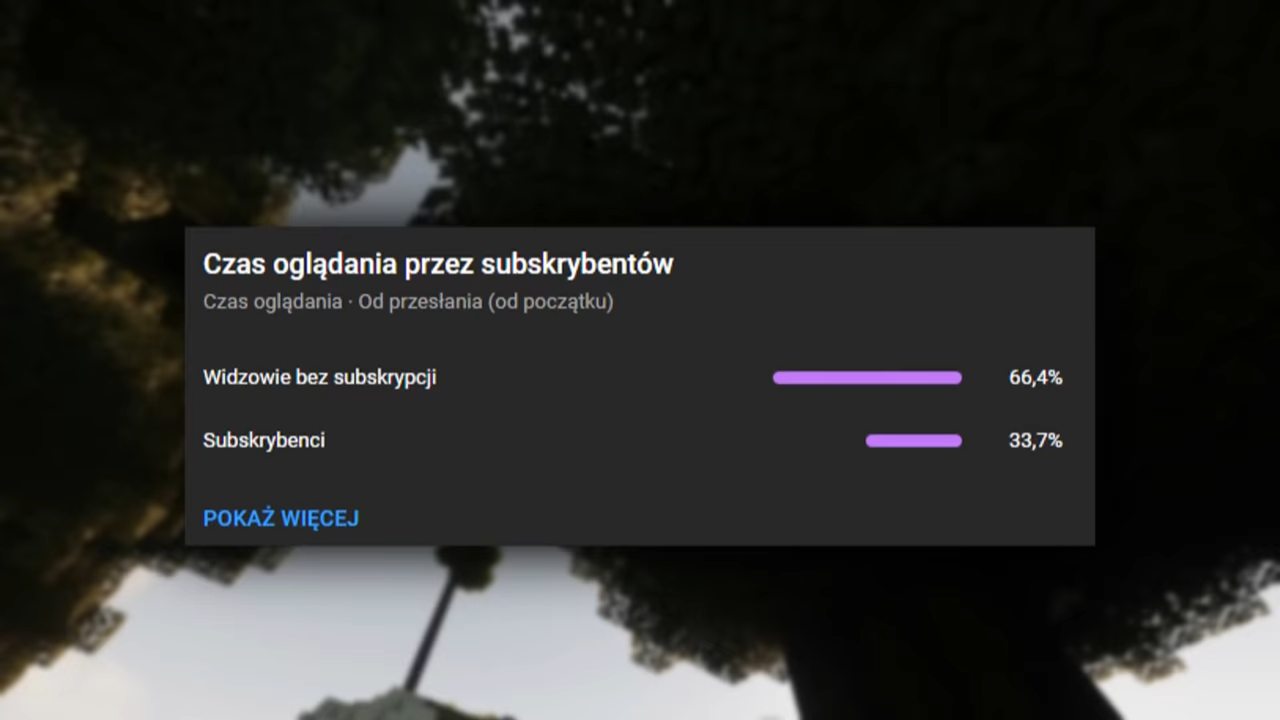 Czas oglądania przez subskrybentów
Czas oglądania · Od przesłania (od początku)
Widzowie bez subskrypcji 66,4%
Subskrybenci 33,7%
POKAŻ WIĘCEJ